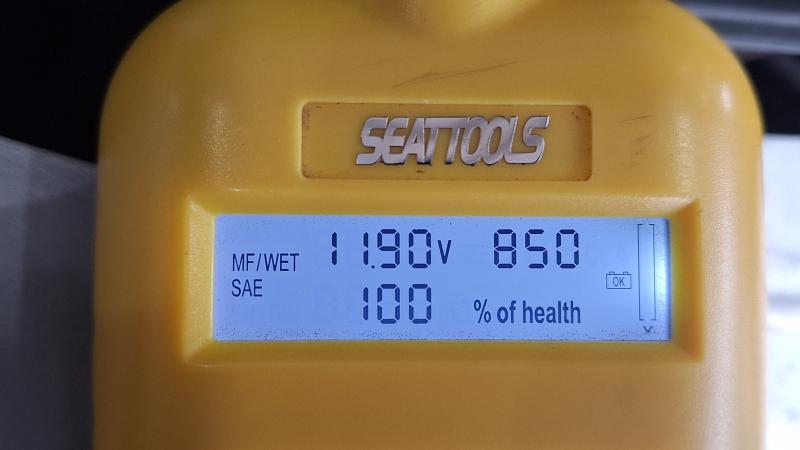 SEATTOOLS
MF/WET 11.90V 850
SAE 100 % of health
OK